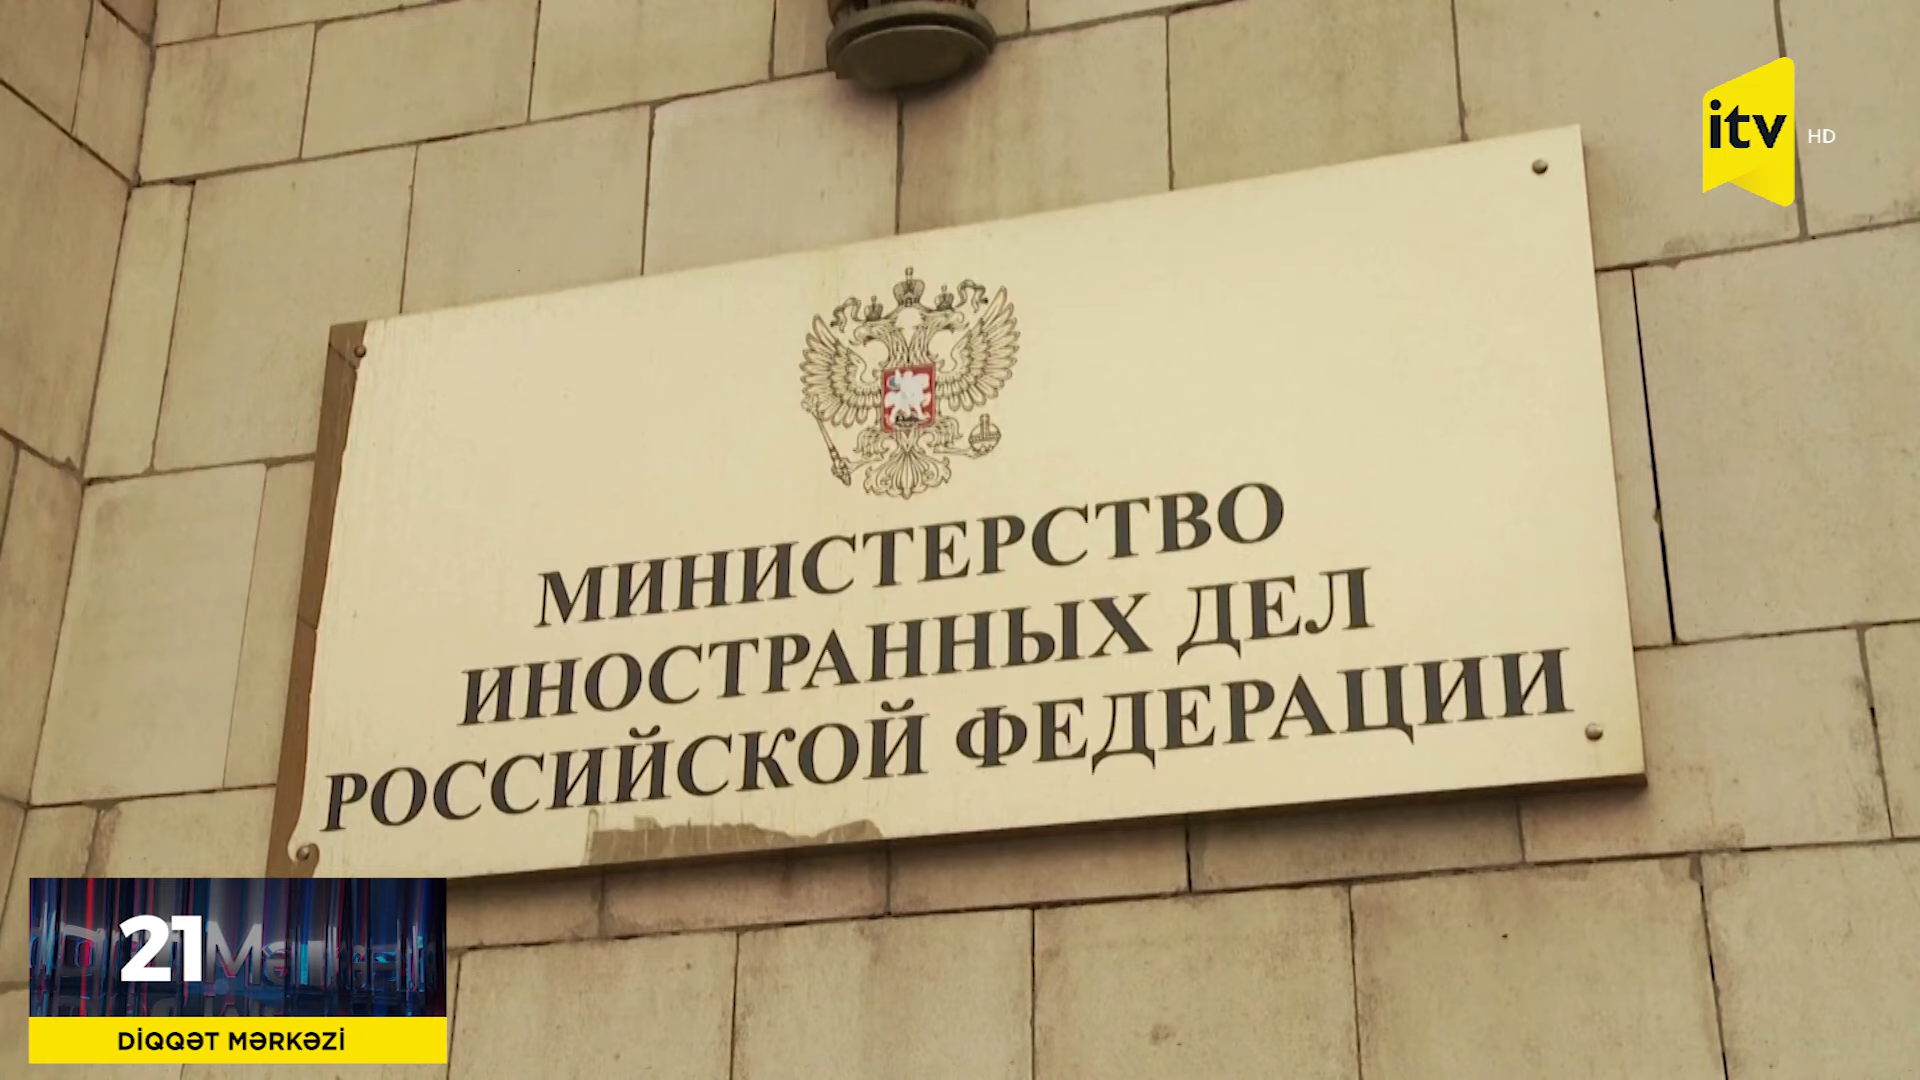 itv HD
МИНИСТЕРСТВО
ИНОСТРАННЫХ ДЕЛ
РОССИЙСКОЙ ФЕДЕРАЦИИ
21
DİQQƏT MƏRKƏZİ